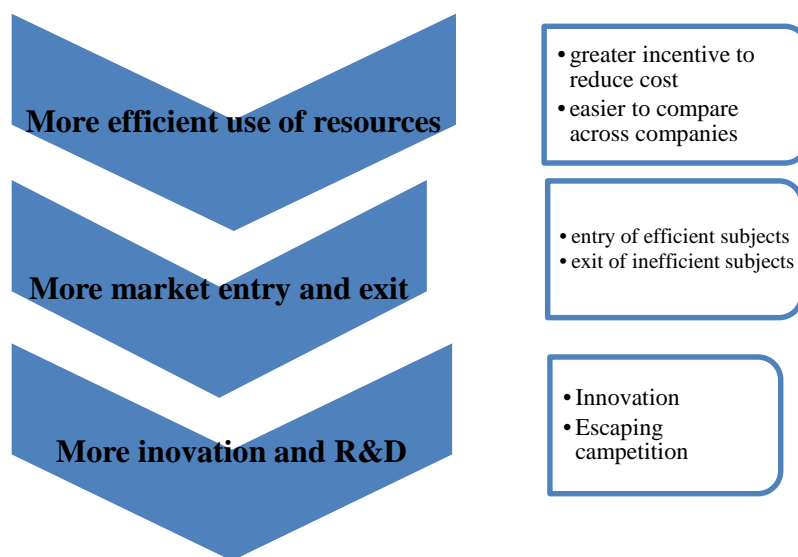 More efficient use of resources
• greater incentive to
reduce cost
• easier to compare
across companies
More market entry and exit
• entry of efficient subjects
• exit of inefficient subjects
More inovation and R&D
• Innovation
• Escaping
campetition